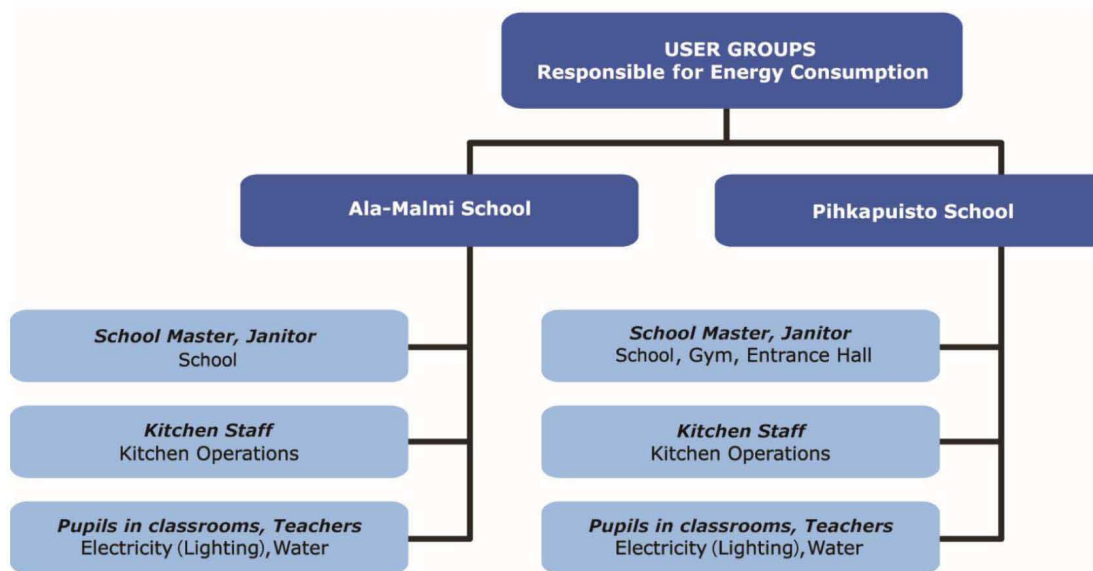 USER GROUPS
Responsible for Energy Consumption
Ala-Malmi School
Pihkapuisto School
School Master, Janitor
School
School Master, Janitor
School, Gym, Entrance Hall
Kitchen Staff
Kitchen Operations
Kitchen Staff
Kitchen Operations
Pupils in classrooms, Teachers
Electricity (Lighting), Water
Pupils in classrooms, Teachers
Electricity (Lighting), Water